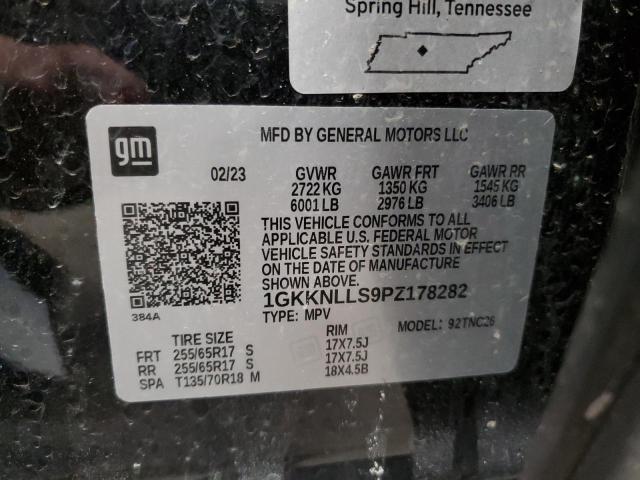 Spring Hill, Tennessee
gm
MFD BY GENERAL MOTORS LLC
02/23 GVWR GAWR FRT GAWR RR
2722 KG 1350 KG 1545 KG
6001 LB 2976 LB 3406 LB
THIS VEHICLE CONFORMS TO ALL
APPLICABLE U.S. FEDERAL MOTOR
VEHICLE SAFETY STANDARDS IN EFFECT
ON THE DATE OF MANUFACTURE
SHOWN ABOVE.
1GKKNLLS9PZ178282
384A
TYPE: MPV MODEL: 92TNC26
TIRE SIZE RIM
FRT 255/65R17 S 17X7.5J
RR 255/65R17 S 17X7.5J
SPA T135/70R18 M 18X4.5B